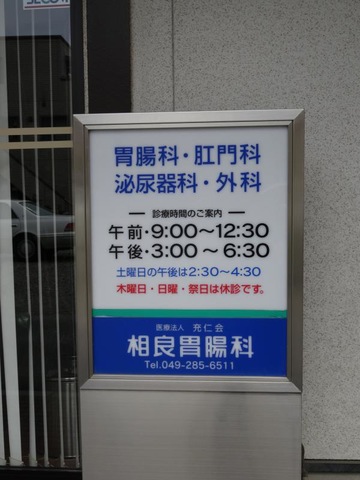 胃腸科・肛門科
泌尿器科・外科
診療時間のご案内
午前・9:00～12:30
午後・3:00～6:30
土曜日の午後は2:30～4:30
木曜日・日曜・祭日は休診です。
医療法人 充仁会
相良胃腸科
Tel.049-285-6511